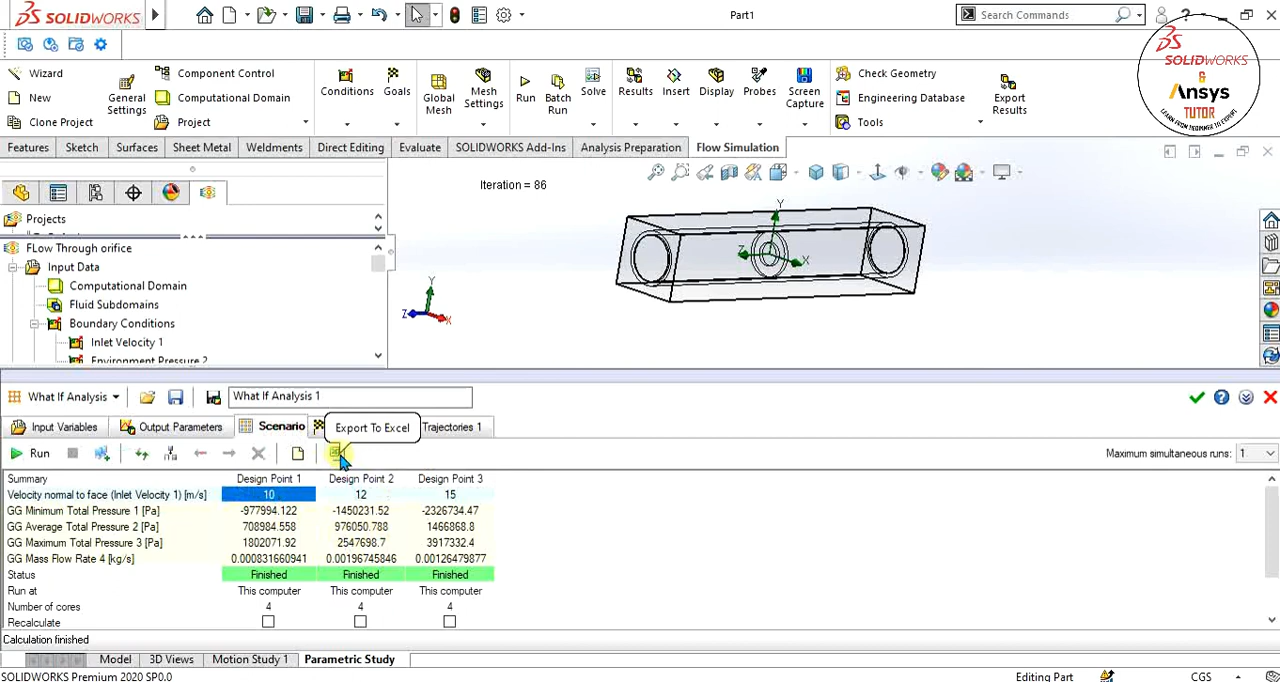 SOLIDWORKS
Part1
Search Commands
?
SOLIDWORKS
&
Ansys
TUTOR
LEARN FROM BEGINNER TO EXPERT
Wizard
New
Clone Project
General Settings
Component Control
Computational Domain
Project
Conditions
Goals
Global Mesh
Mesh Settings
Run
Batch Run
Solve
Results
Insert
Display
Probes
Screen Capture
Check Geometry
Engineering Database
Tools
Export Results
Features Sketch Surfaces Sheet Metal Weldments Direct Editing Evaluate SOLIDWORKS Add-Ins Analysis Preparation Flow Simulation
Iteration = 86
Projects
FLow Through orifice
Input Data
Computational Domain
Fluid Subdomains
Boundary Conditions
Inlet Velocity 1
Environment Pressure 2
Y
Z
X
Y
Z
X
What If Analysis
What If Analysis 1
Input Variables Output Parameters Scenario Trajectories 1
Export To Excel
Run
Maximum simultaneous runs: 1
Summary Design Point 1 Design Point 2 Design Point 3
Velocity normal to face (Inlet Velocity 1) [m/s] 10 12 15
GG Minimum Total Pressure 1 [Pa] -977994.122 -1450231.52 -2326734.47
GG Average Total Pressure 2 [Pa] 708984.558 976050.788 1466868.8
GG Maximum Total Pressure 3 [Pa] 1802071.92 2547698.7 3917332.4
GG Mass Flow Rate 4 [kg/s] 0.000831660941 0.00196745846 0.00126479877
Status Finished Finished Finished
Run at This computer This computer This computer
Number of cores 4 4 4
Recalculate
Calculation finished
Model 3D Views Motion Study 1 Parametric Study
SOLIDWORKS Premium 2020 SP0.0
Editing Part
CGS